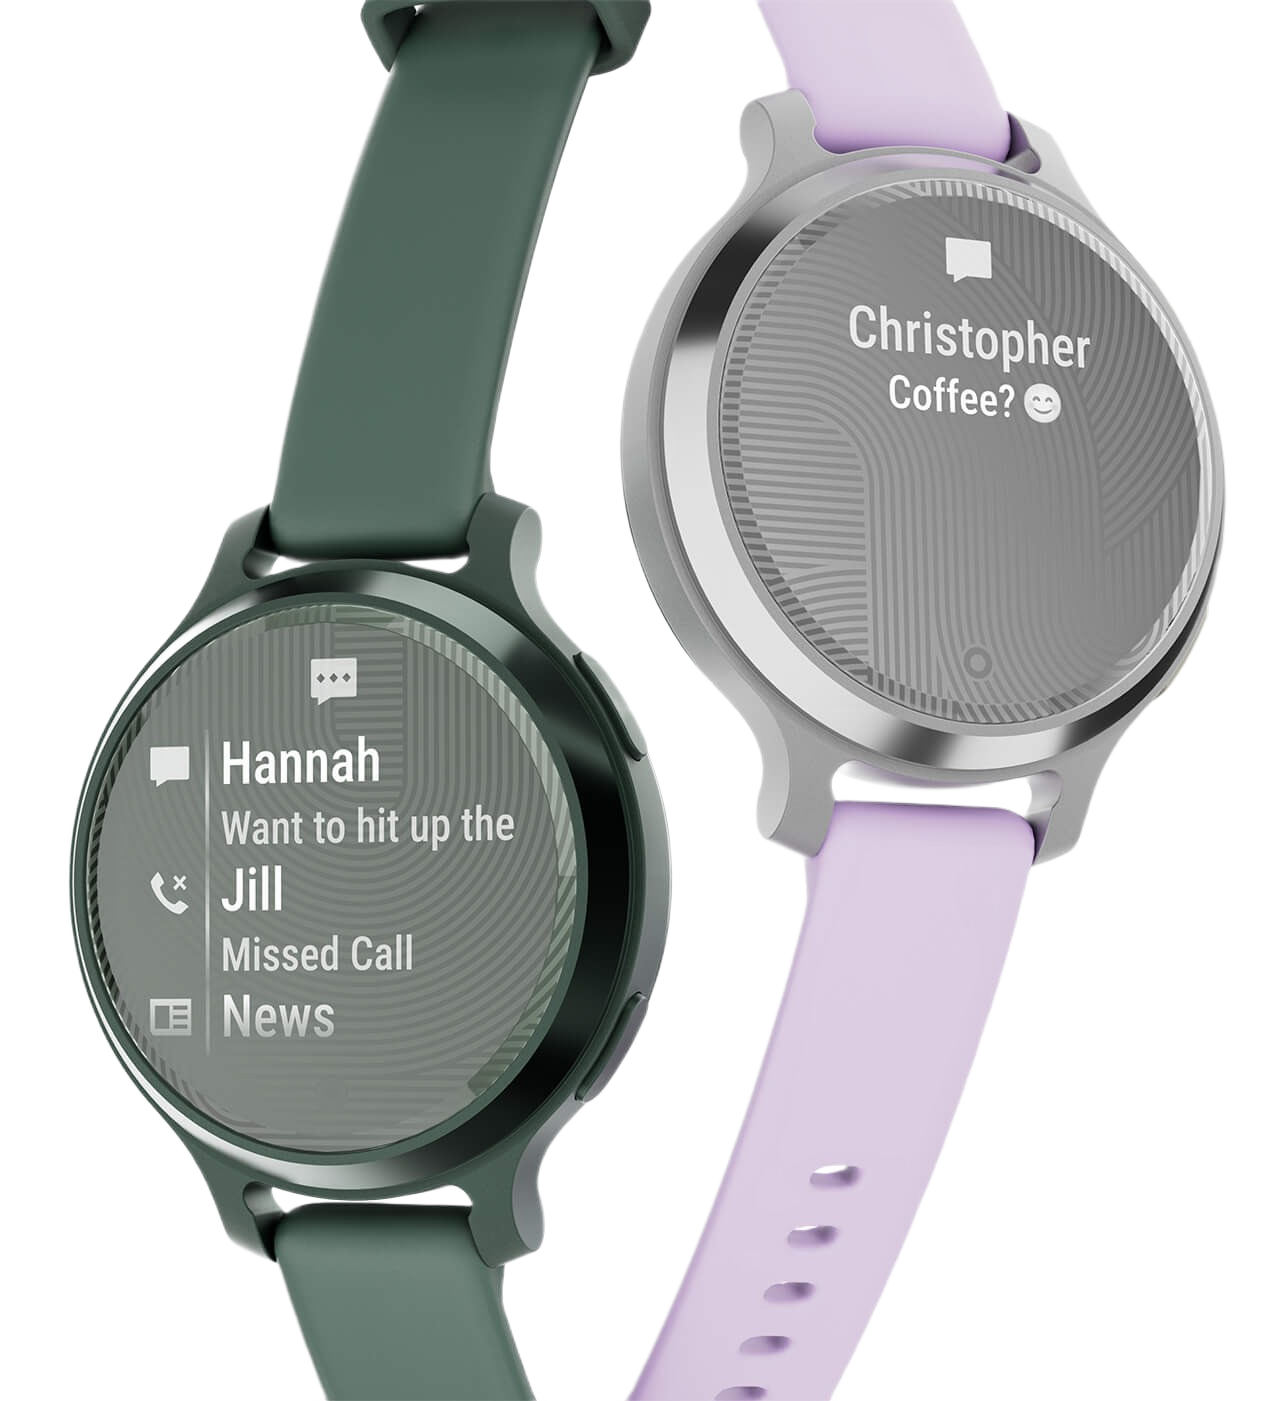 Christopher
Coffee? 😊
Hannah
Want to hit up the
Jill
Missed Call
News